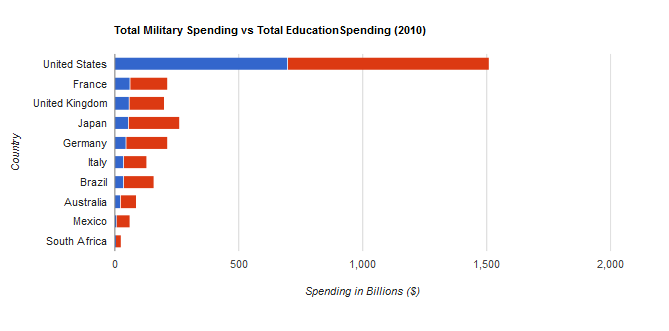 Total Military Spending vs Total EducationSpending (2010)
United States
France
United Kingdom
Japan
Germany
Italy
Brazil
Australia
Mexico
South Africa
Country
0 500 1,000 1,500 2,000
Spending in Billions ($)